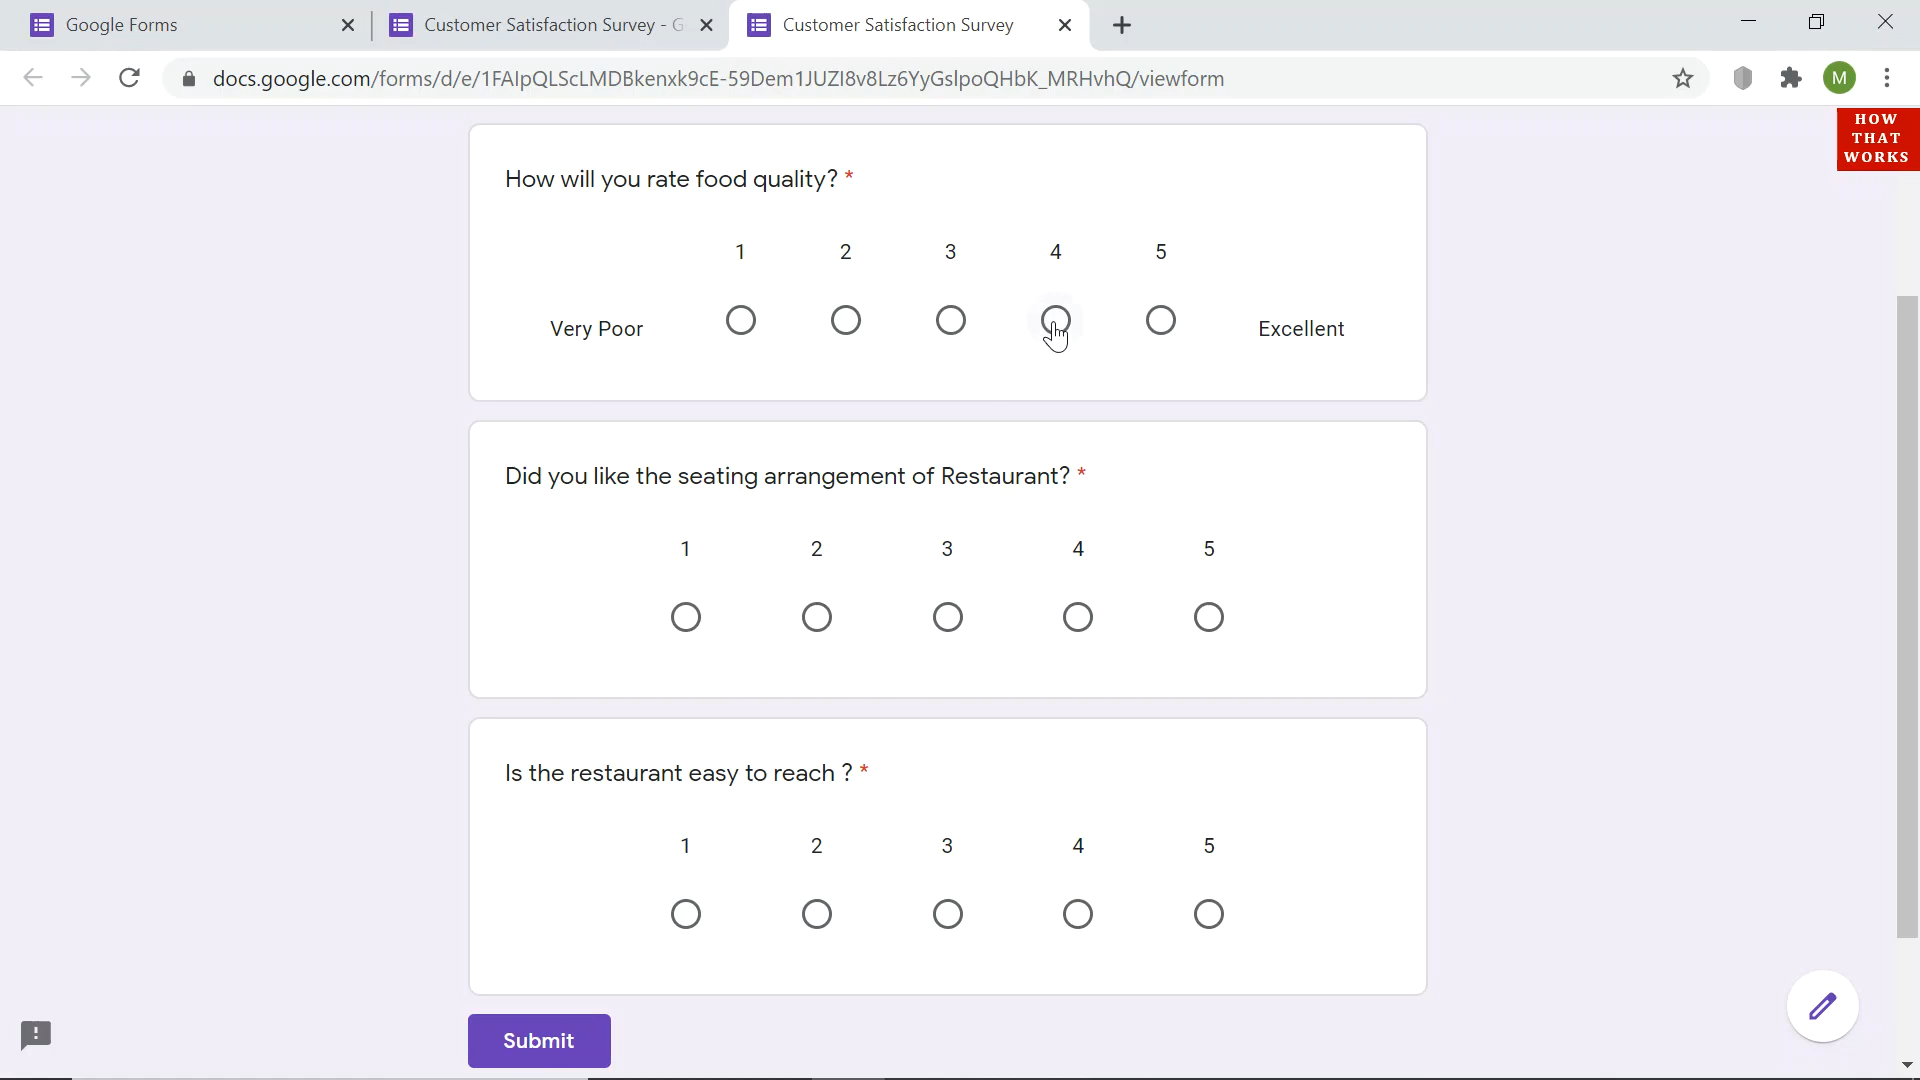 Google Forms
Customer Satisfaction Survey - G
Customer Satisfaction Survey
docs.google.com/forms/d/e/1FAIpQLScLMDBkenxk9cE-59Dem1JUZI8v8Lz6YyGslpoQHbK_MRHvhQ/viewform
M
HOW
THAT
WORKS
How will you rate food quality? *
1 2 3 4 5
Very Poor Excellent
Did you like the seating arrangement of Restaurant? *
1 2 3 4 5
Is the restaurant easy to reach ? *
1 2 3 4 5
Submit